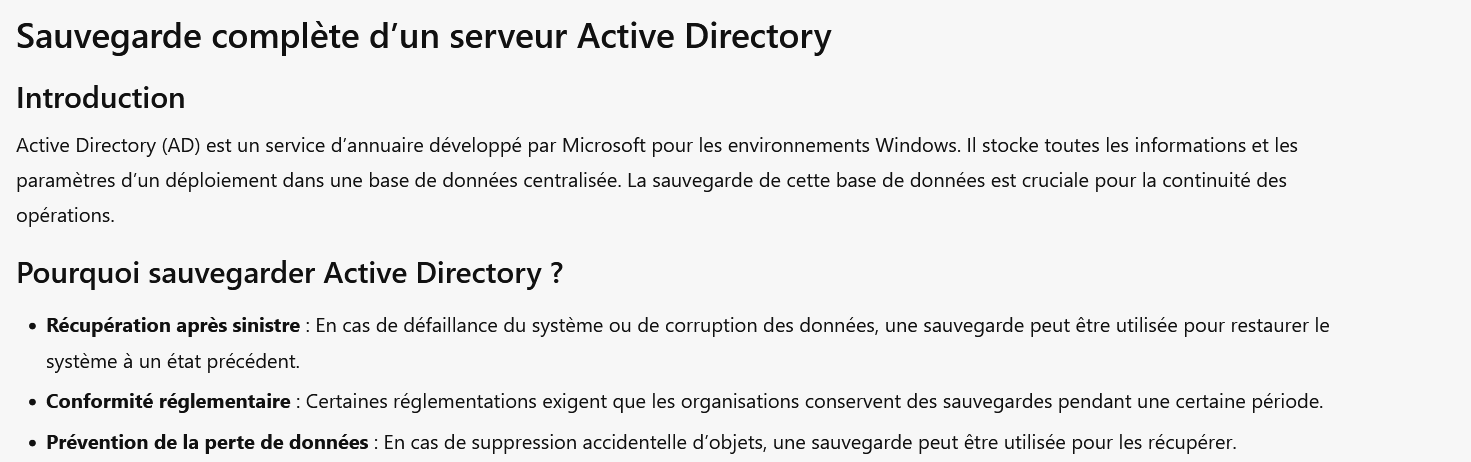 Sauvegarde complète d’un serveur Active Directory
Introduction
Active Directory (AD) est un service d’annuaire développé par Microsoft pour les environnements Windows. Il stocke toutes les informations et les
paramètres d’un déploiement dans une base de données centralisée. La sauvegarde de cette base de données est cruciale pour la continuité des
opérations.
Pourquoi sauvegarder Active Directory ?
• Récupération après sinistre : En cas de défaillance du système ou de corruption des données, une sauvegarde peut être utilisée pour restaurer le
système à un état précédent.
• Conformité réglementaire : Certaines réglementations exigent que les organisations conservent des sauvegardes pendant une certaine période.
• Prévention de la perte de données : En cas de suppression accidentelle d’objets, une sauvegarde peut être utilisée pour les récupérer.